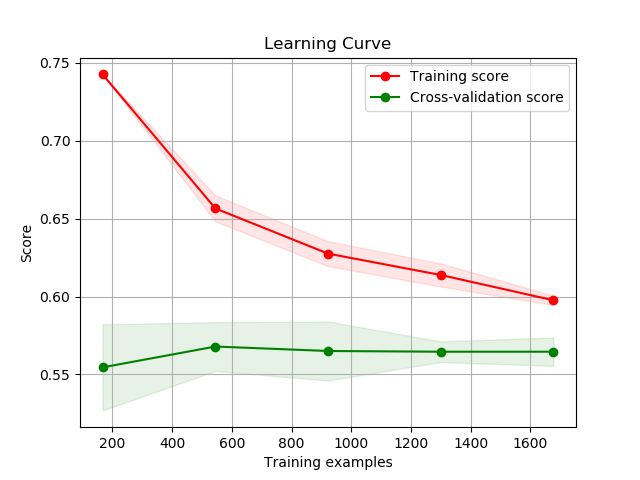 Learning Curve
Training score
Cross-validation score
0.75
0.70
0.65
0.60
0.55
Score
200 400 600 800 1000 1200 1400 1600
Training examples